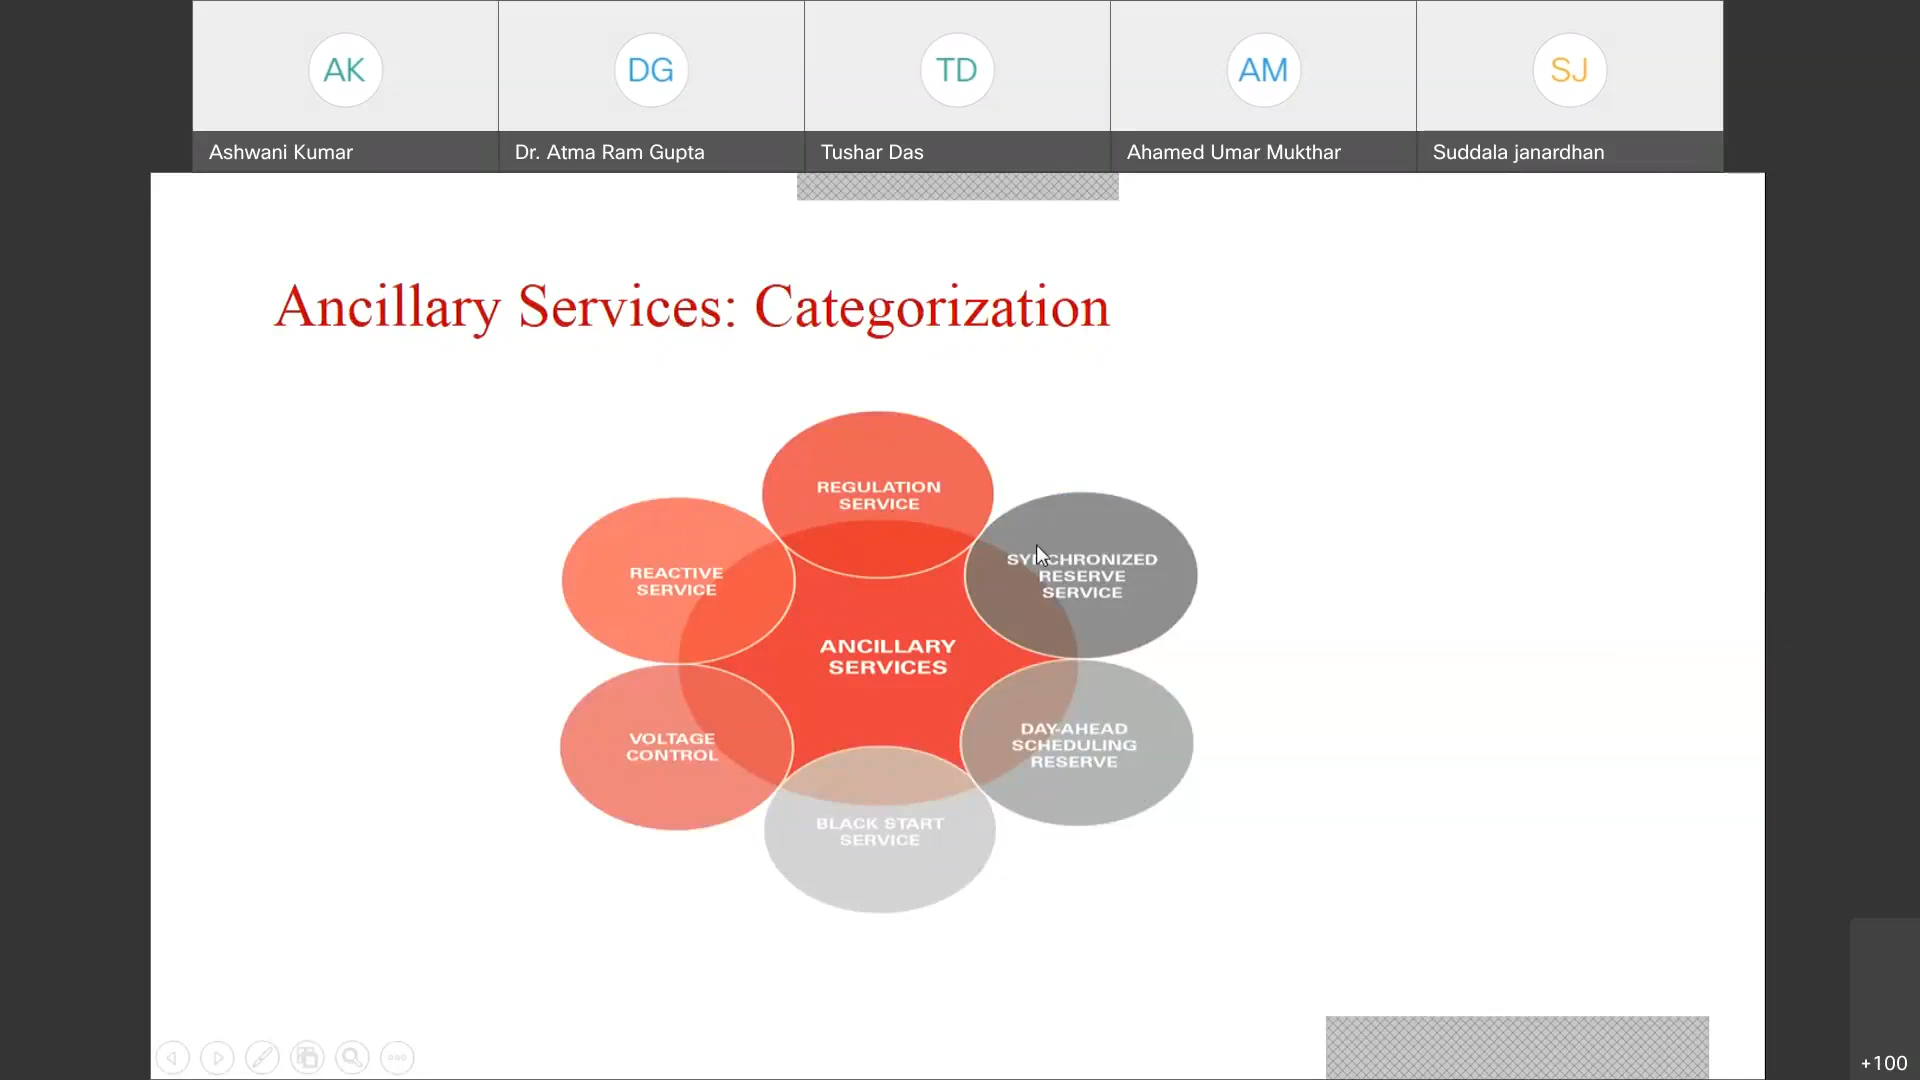 AK
DG
TD
AM
SJ
Ashwani Kumar
Dr. Atma Ram Gupta
Tushar Das
Ahamed Umar Mukthar
Suddala janardhan
Ancillary Services: Categorization
REGULATION
SERVICE
SYNCHRONIZED
RESERVE
SERVICE
REACTIVE
SERVICE
ANCILLARY
SERVICES
DAY-AHEAD
SCHEDULING
RESERVE
VOLTAGE
CONTROL
BLACK START
SERVICE
+100